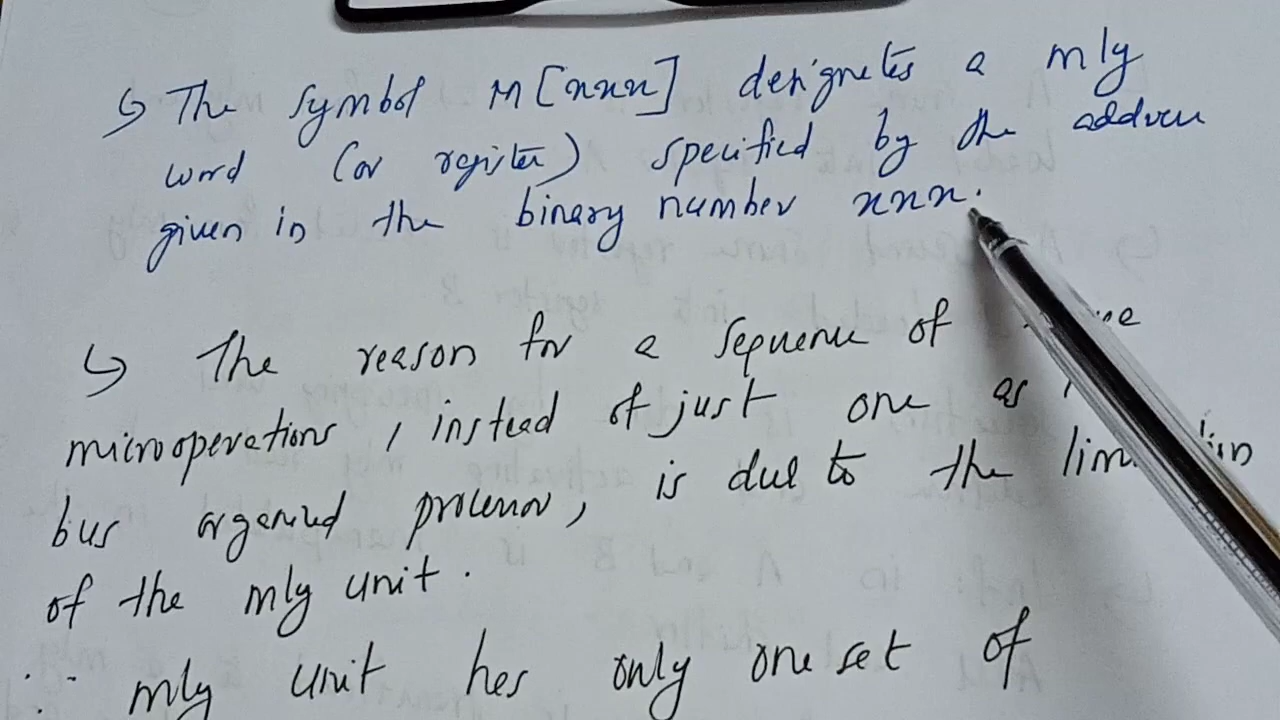 ↳ The symbol M[xxx] designates a mly
word (or register) specified by the address
given in the binary number xxx.
↳ The reason for a sequence of
microoperations, instead of just one as
bus organized processor, is due to the
of the mly unit.
∴ mly unit has only one set of